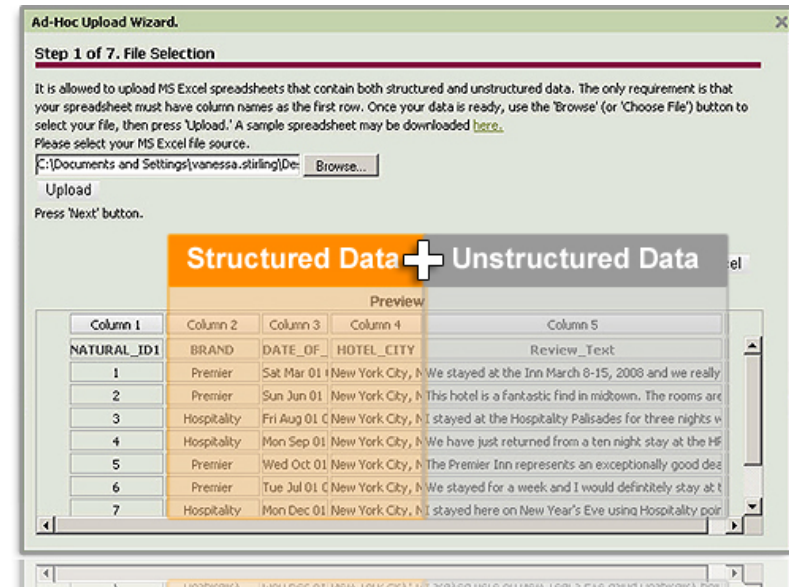 Ad-Hoc Upload Wizard.
Step 1 of 7. File Selection
It is allowed to upload MS Excel spreadsheets that contain both structured and unstructured data. The only requirement is that
your spreadsheet must have column names as the first row. Once your data is ready, use the 'Browse' (or 'Choose File') button to
select your file, then press 'Upload.' A sample spreadsheet may be downloaded here.
Please select your MS Excel file source.
C:\Documents and Settings\vanessa.stirling\De: Browse...
Upload
Press 'Next' button.
Structured Data + Unstructured Data el
Preview
Column 1 Column 2 Column 3 Column 4 Column 5
NATURAL_ID1 BRAND DATE_OF_ HOTEL_CITY Review_Text
1 Premier Sat Mar 01 New York City, N We stayed at the Inn March 8-15, 2008 and we really
2 Premier Sun Jun 01 New York City, N This hotel is a fantastic find in midtown. The rooms are
3 Hospitality Fri Aug 01 0 New York City, N I stayed at the Hospitality Palisades for three nights w
4 Hospitality Mon Sep 01 New York City, N We have just returned from a ten night stay at the HP
5 Premier Wed Oct 01 New York City, N The Premier Inn represents an exceptionally good dea
6 Premier Tue Jul 01 0 New York City, N We stayed for a week and I would defintitely stay at t
7 Hospitality Mon Dec 01 New York City, N I stayed here on New Year's Eve using Hospitality poin